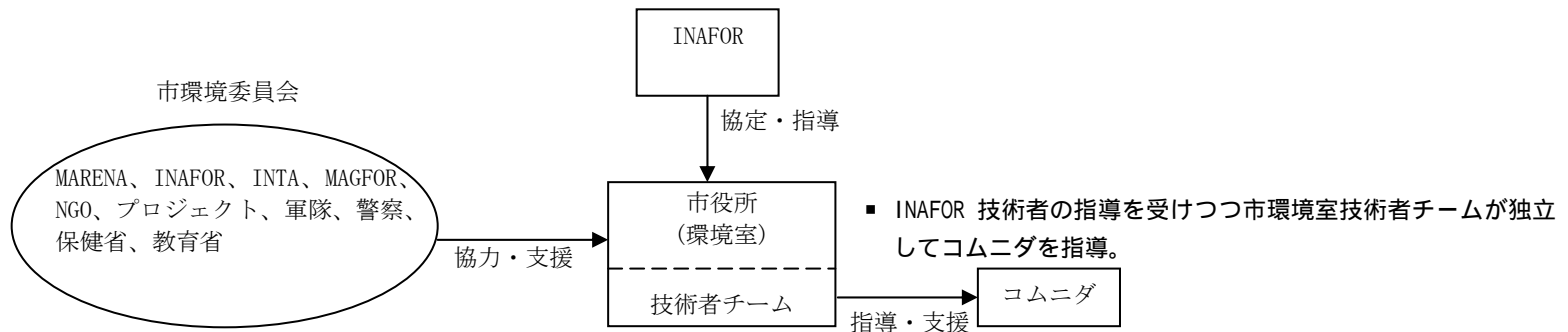 INAFOR
市環境委員会
協定・指導
MARENA、INAFOR、INTA、MAGFOR、
NGO、プロジェクト、軍隊、警察、
保健省、教育省
協力・支援
市役所
(環境室)
技術者チーム
▪ INAFOR 技術者の指導を受けつつ市環境室技術者チームが独立
してコムニダを指導。
指導・支援
コムニダ